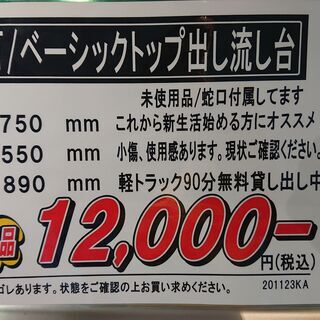 /ベーシックトップ出し流し台
未使用品/蛇口付属してます
750 mm これから新生活始める方にオススメ
550 mm 小傷、使用感あります。現状ご確認ください。
890 mm 軽トラック90分無料貸し出し中
品 12,000-
円(税込)
ゴレあります。状態をご確認の上お買い求めください。 201123KA